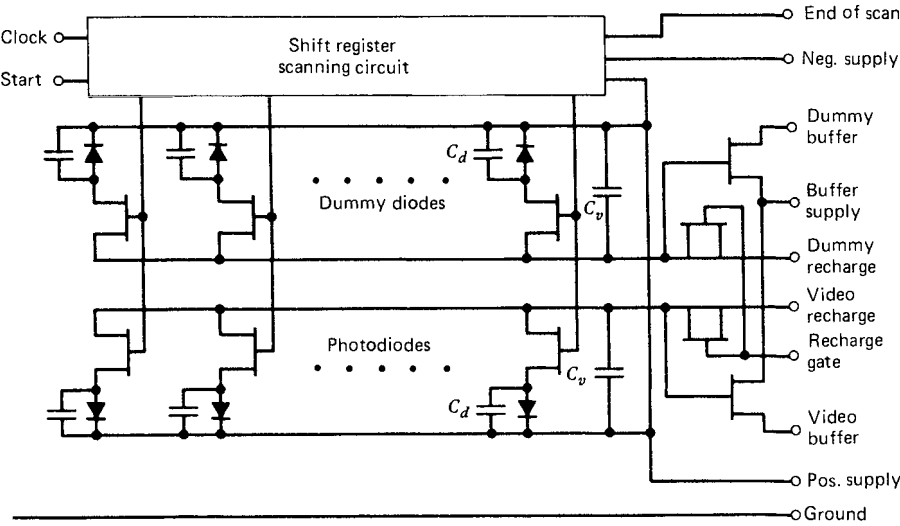 Clock
Start
Shift register
scanning circuit
End of scan
Neg. supply
Dummy
buffer
Buffer
supply
Dummy
recharge
Video
recharge
Recharge
gate
Video
buffer
Pos. supply
Ground
C_d
C_v
Dummy diodes
Photodiodes
C_v
C_d